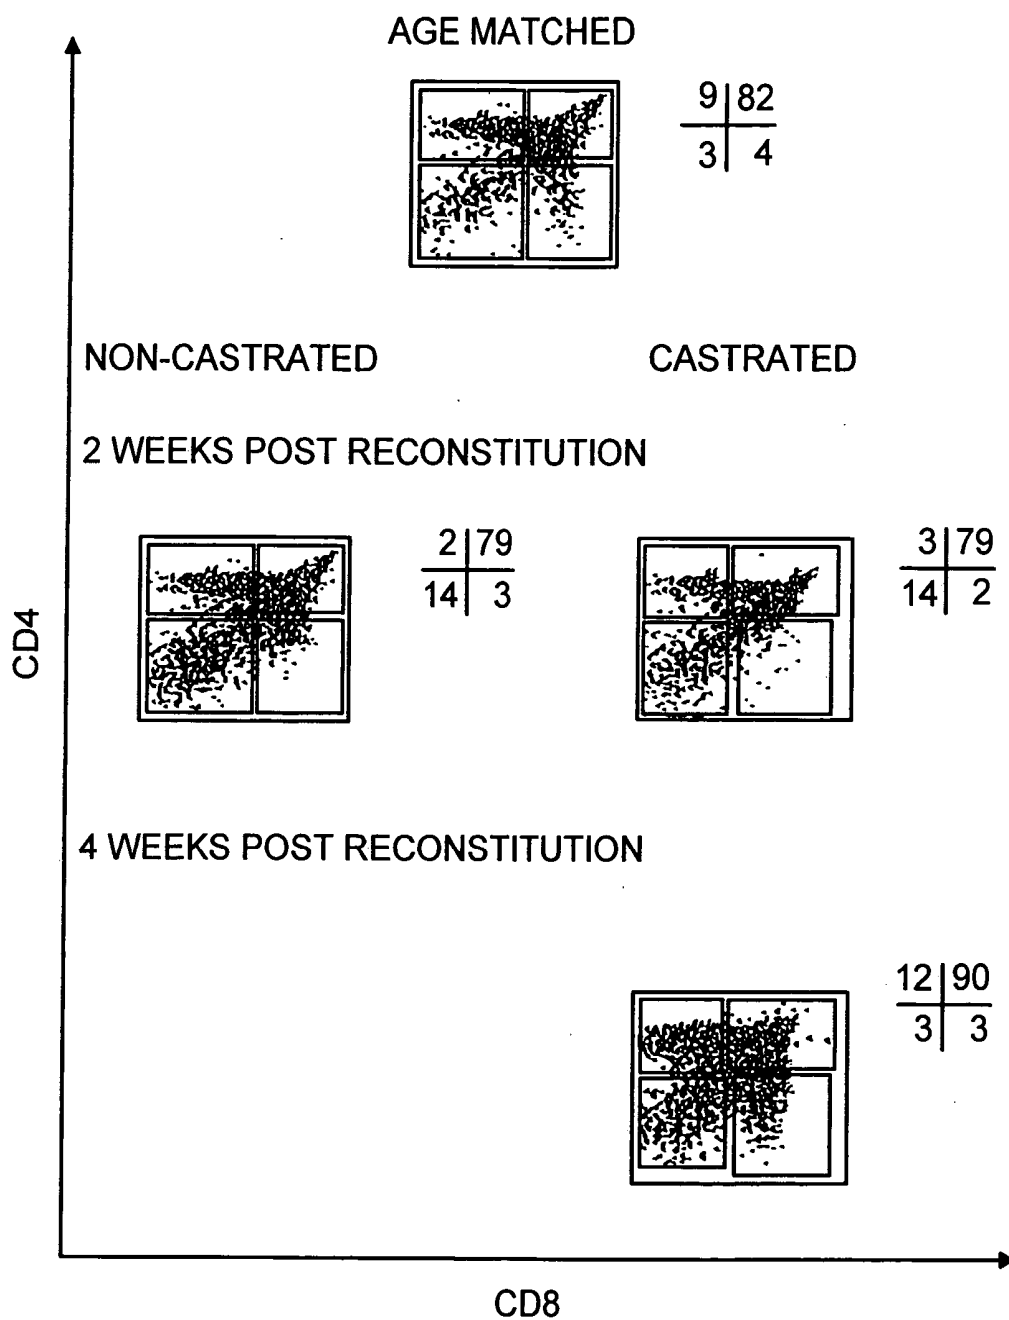 AGE MATCHED
9 82
3 4
NON-CASTRATED CASTRATED
2 WEEKS POST RECONSTITUTION
2 79
14 3
3 79
14 2
CD4
4 WEEKS POST RECONSTITUTION
12 90
3 3
CD8